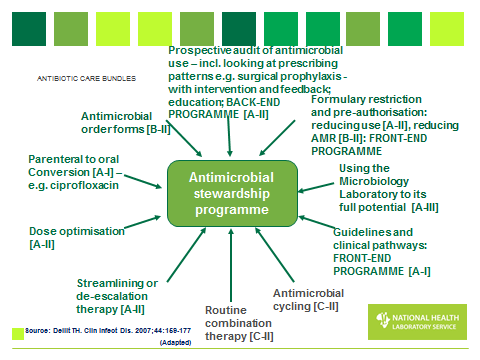 Prospective audit of antimicrobial
use – incl. looking at prescribing
patterns e.g. surgical prophylaxis -
with intervention and feedback;
education; BACK-END
PROGRAMME [A-II]
ANTIBIOTIC CARE BUNDLES
Formulary restriction
and pre-authorisation:
reducing use [A-II], reducing
AMR [B-II]: FRONT-END
PROGRAMME
Antimicrobial
order forms [B-II]
Parenteral to oral
Conversion [A-I] –
e.g. ciprofloxacin
Antimicrobial
stewardship
programme
Using the
Microbiology
Laboratory to its
full potential [A-III]
Dose optimisation
[A-II]
Guidelines and
clinical pathways:
FRONT-END
PROGRAMME [A-I]
Streamlining or
de-escalation
therapy [A-II]
Routine
combination
therapy [C-II]
Antimicrobial
cycling [C-II]
NATIONAL HEALTH
LABORATORY SERVICE
Source: Dellit TH. Clin Infect Dis. 2007;44:159-177
(Adapted)